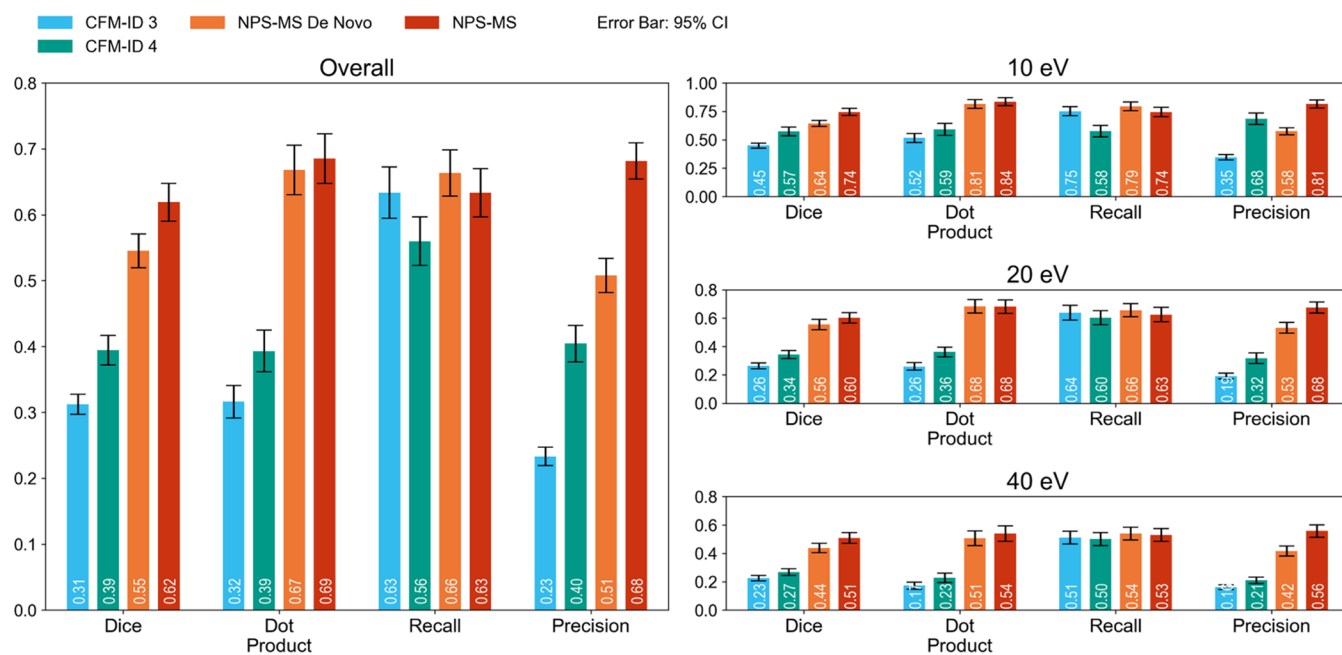 CFM-ID 3
NPS-MS De Novo
NPS-MS
Error Bar: 95% CI
CFM-ID 4
Overall
0.8
0.7
0.6
0.5
0.4
0.3
0.2
0.1
0.0
0.31
0.39
0.55
0.62
0.32
0.39
0.67
0.69
0.63
0.56
0.66
0.63
0.23
0.40
0.51
0.68
Dice
Dot
Product
Recall
Precision
10 eV
1.00
0.75
0.50
0.25
0.00
0.45
0.57
0.64
0.74
0.52
0.59
0.81
0.84
0.75
0.58
0.79
0.74
0.35
0.68
0.58
0.81
Dice
Dot
Product
Recall
Precision
20 eV
0.8
0.6
0.4
0.2
0.0
0.26
0.34
0.56
0.60
0.26
0.36
0.68
0.68
0.64
0.60
0.66
0.63
0.19
0.32
0.53
0.68
Dice
Dot
Product
Recall
Precision
40 eV
0.8
0.6
0.4
0.2
0.0
0.23
0.27
0.44
0.51
0.23
0.51
0.54
0.51
0.50
0.54
0.53
0.21
0.42
0.56
Dice
Dot
Product
Recall
Precision